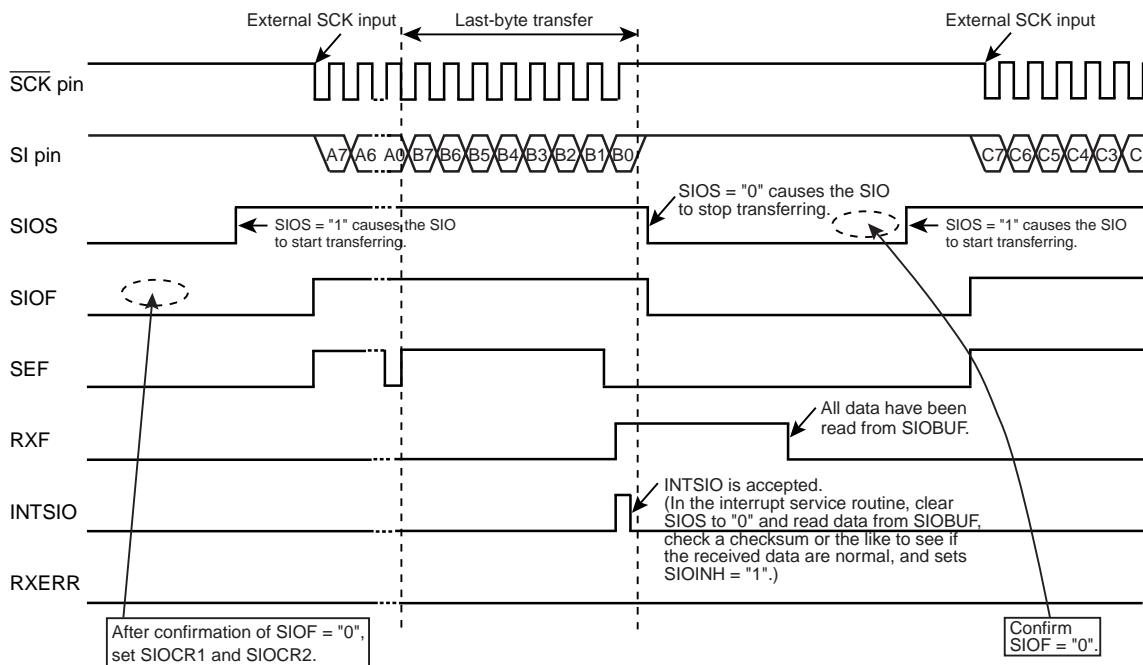 External SCK input
Last-byte transfer
External SCK input
SCK pin
SI pin
A7 A6 A0 B7 B6 B5 B4 B3 B2 B1 B0
C7 C6 C5 C4 C3 C
SIOS
SIOS = "1" causes the SIO
to start transferring.
SIOS = "0" causes the SIO
to stop transferring.
SIOS = "1" causes the SIO
to start transferring.
SIOF
SEF
RXF
All data have been
read from SIOBUF.
INTSIO
INTSIO is accepted.
(In the interrupt service routine, clear
SIOS to "0" and read data from SIOBUF,
check a checksum or the like to see if
the received data are normal, and sets
SIOINH = "1".)
RXERR
After confirmation of SIOF = "0",
set SIOCR1 and SIOCR2.
Confirm
SIOF = "0".